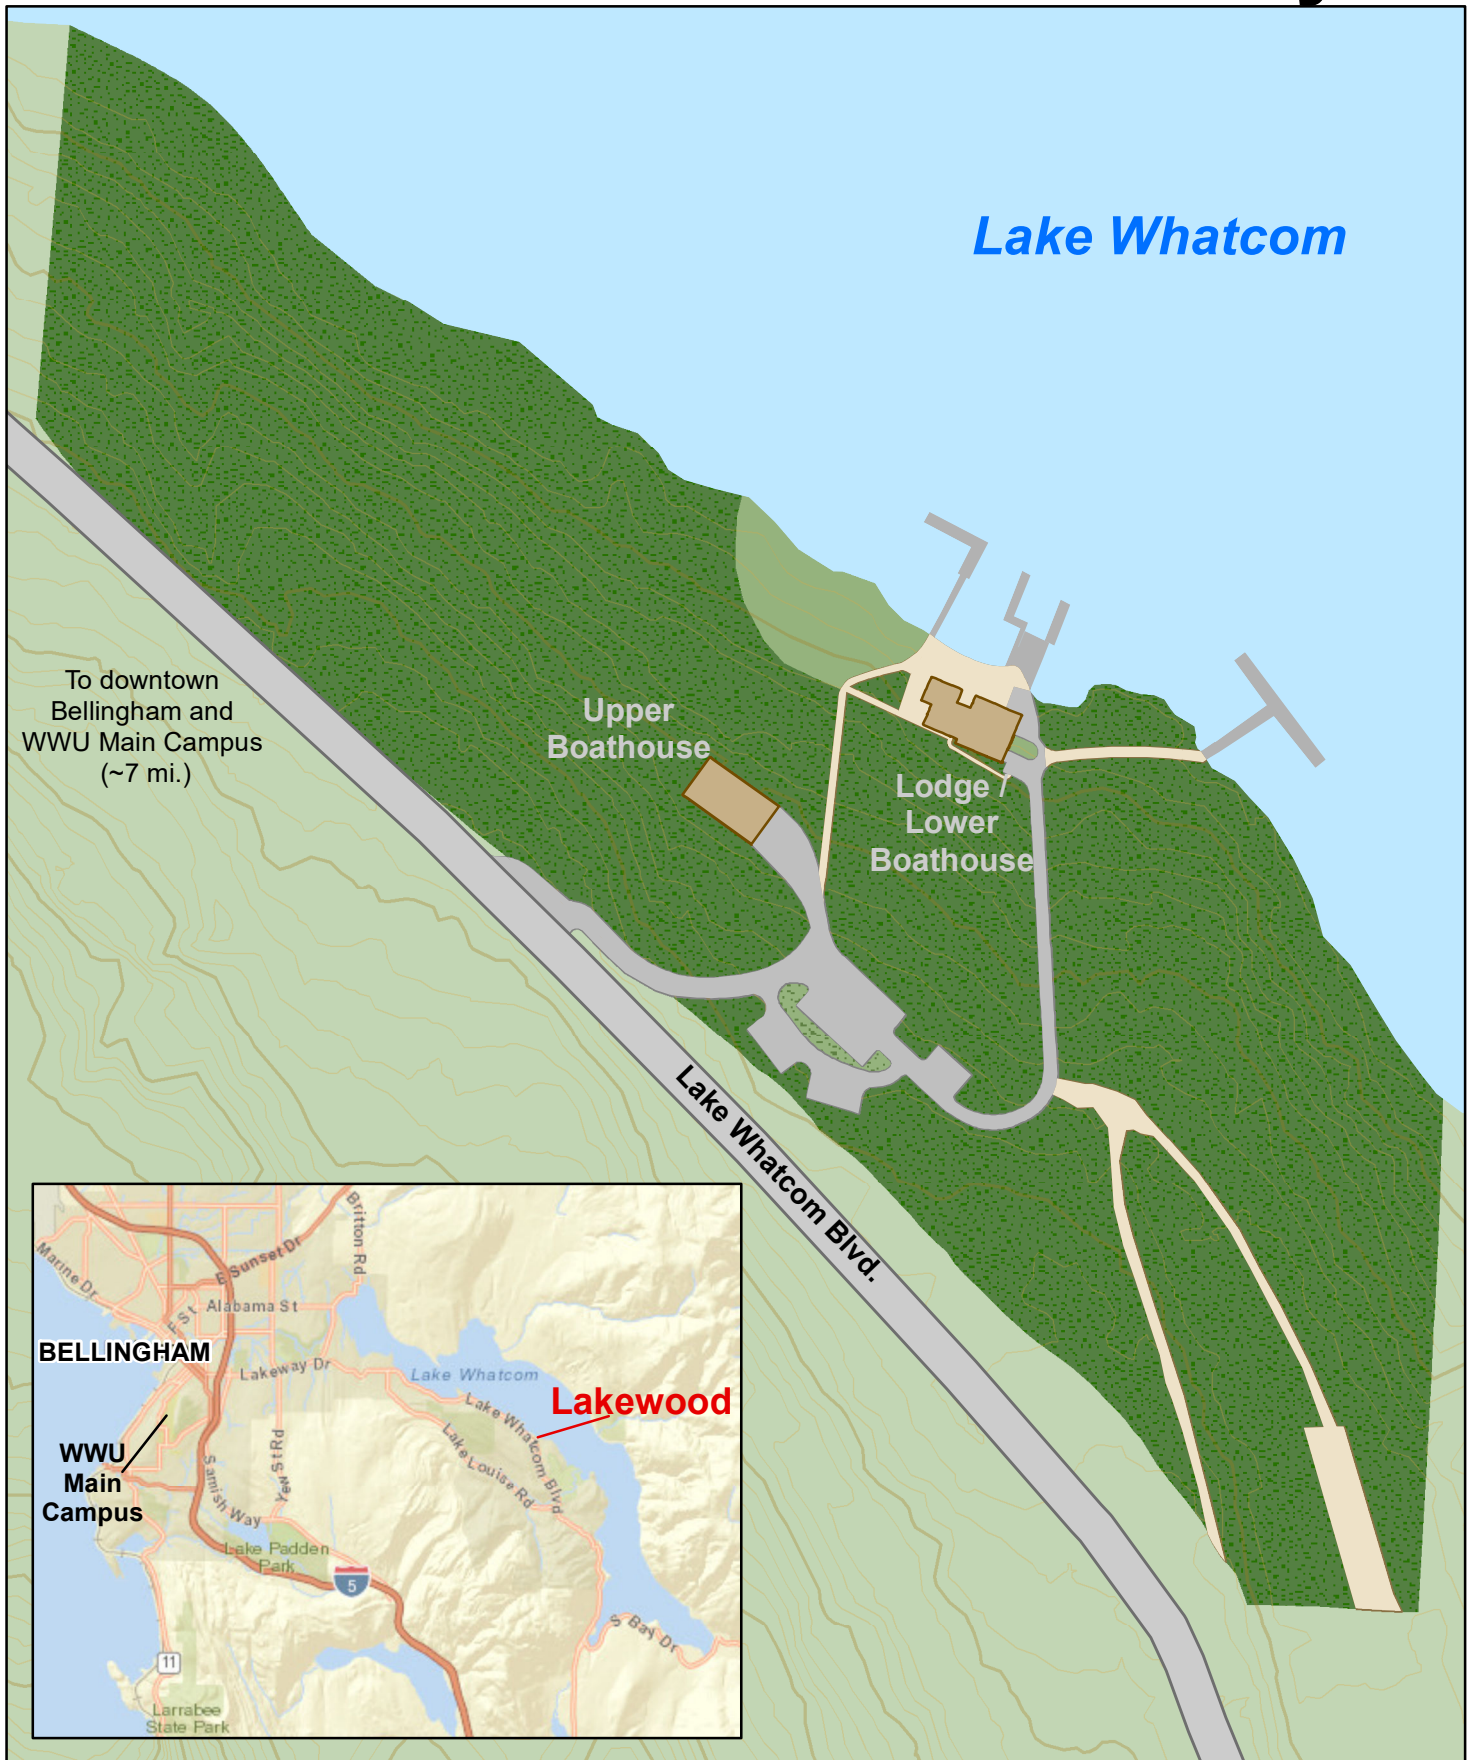 Lake Whatcom
To downtown
Bellingham and
WWU Main Campus
(~7 mi.)
Upper
Boathouse
Lodge /
Lower
Boathouse
Lake Whatcom Blvd.
Britton Rd
Marine Dr
E Sunset Dr
F St
Alabama St
BELLINGHAM
Lakeway Dr
Lake Whatcom
Lakewood
Lake Whatcom Blvd
Lake Louise Rd
WWU
Main
Campus
Samish Way
Yew St Rd
Lake Padden
Park
5
S Bay Dr
11
Larrabee
State Park